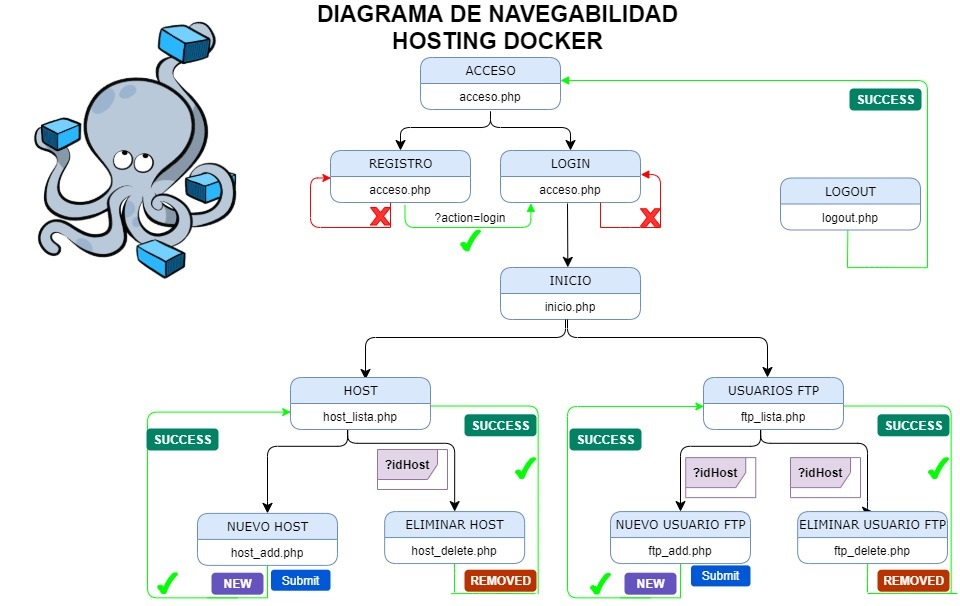 DIAGRAMA DE NAVEGABILIDAD
HOSTING DOCKER
ACCESO
acceso.php
SUCCESS
REGISTRO
acceso.php
LOGIN
acceso.php
?action=login
LOGOUT
logout.php
INICIO
inicio.php
HOST
host_lista.php
USUARIOS FTP
ftp_lista.php
SUCCESS
SUCCESS
SUCCESS
SUCCESS
?idHost
?idHost
?idHost
NUEVO HOST
host_add.php
ELIMINAR HOST
host_delete.php
NUEVO USUARIO FTP
ftp_add.php
ELIMINAR USUARIO FTP
ftp_delete.php
NEW
Submit
REMOVED
NEW
Submit
REMOVED